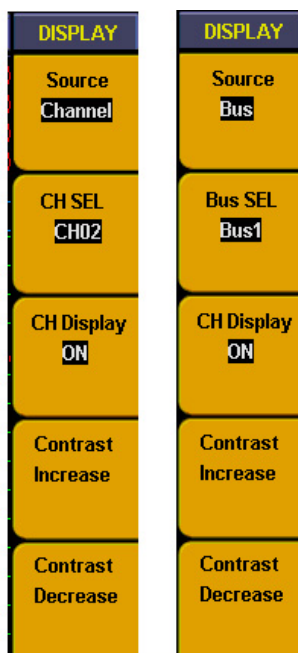 DISPLAY
Source
Channel
CH SEL
CH02
CH Display
ON
Contrast
Increase
Contrast
Decrease
DISPLAY
Source
Bus
Bus SEL
Bus1
CH Display
ON
Contrast
Increase
Contrast
Decrease